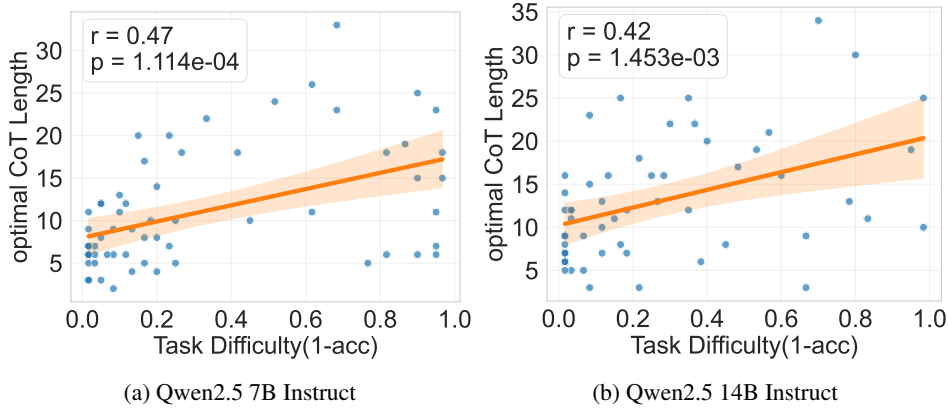 r = 0.47
p = 1.114e-04
optimal CoT Length
30
25
20
15
10
5
0.0 0.2 0.4 0.6 0.8 1.0
Task Difficulty(1-acc)
(a) Qwen2.5 7B Instruct
r = 0.42
p = 1.453e-03
optimal CoT Length
35
30
25
20
15
10
5
0.0 0.2 0.4 0.6 0.8 1.0
Task Difficulty(1-acc)
(b) Qwen2.5 14B Instruct